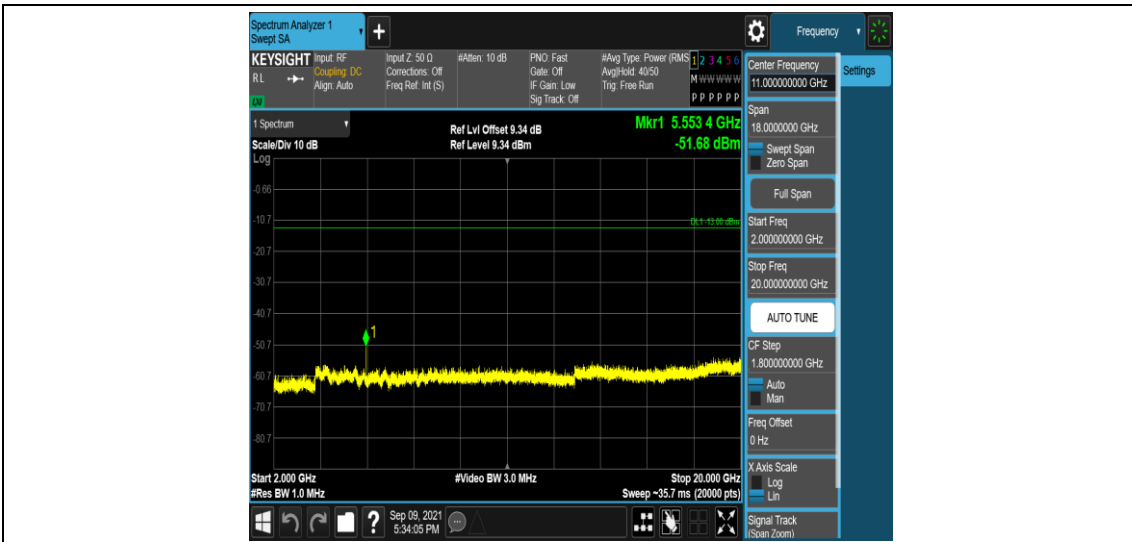 Spectrum Analyzer 1
Swept SA
+
Frequency
KEYSIGHT
RL
LXI
Input: RF
Coupling: DC
Align: Auto
Input Z: 50 Ω
Corrections: Off
Freq Ref: Int (S)
#Atten: 10 dB
PNO: Fast
Gate: Off
IF Gain: Low
Sig Track: Off
#Avg Type: Power (RMS
Avg|Hold: 40/50
Trig: Free Run
1 2 3 4 5 6
M W W W W W
P P P P P P
1 Spectrum
Scale/Div 10 dB
Ref Lvl Offset 9.34 dB
Ref Level 9.34 dBm
Mkr1 5.553 4 GHz
-51.68 dBm
Log
-0.66
-10.7
DL1 -13.00 dBm
-20.7
-30.7
-40.7
1
-50.7
-60.7
-70.7
-80.7
Start 2.000 GHz
#Video BW 3.0 MHz
Stop 20.000 GHz
#Res BW 1.0 MHz
Sweep ~35.7 ms (20000 pts)
?
Sep 09, 2021
5:34:05 PM
Center Frequency
11.000000000 GHz
Settings
Span
18.0000000 GHz
Swept Span
Zero Span
Full Span
Start Freq
2.000000000 GHz
Stop Freq
20.000000000 GHz
AUTO TUNE
CF Step
1.800000000 GHz
Auto
Man
Freq Offset
0 Hz
X Axis Scale
Log
Lin
Signal Track
(Span Zoom)